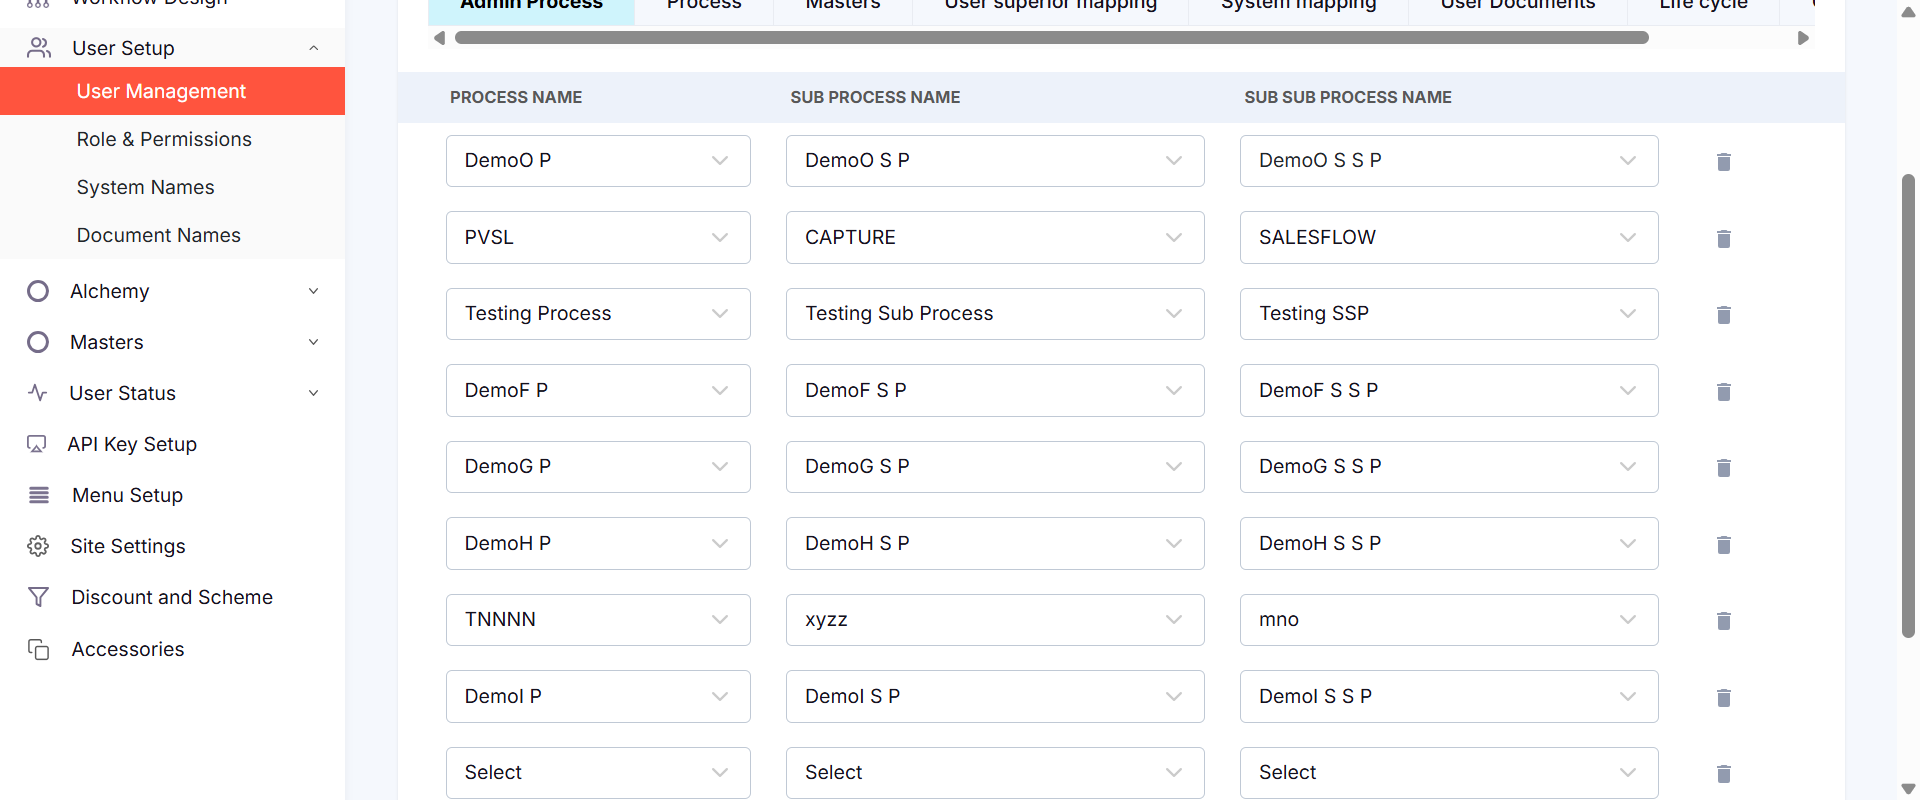 Workflow Design
User Setup
User Management
Role & Permissions
System Names
Document Names
Alchemy
Masters
User Status
API Key Setup
Menu Setup
Site Settings
Discount and Scheme
Accessories
Admin Process Process Masters User superior mapping System mapping User Documents Life cycle
PROCESS NAME SUB PROCESS NAME SUB SUB PROCESS NAME
DemoO P DemoO S P DemoO S S P
PVSL CAPTURE SALESFLOW
Testing Process Testing Sub Process Testing SSP
DemoF P DemoF S P DemoF S S P
DemoG P DemoG S P DemoG S S P
DemoH P DemoH S P DemoH S S P
TNNNN xyzz mno
DemoI P DemoI S P DemoI S S P
Select Select Select